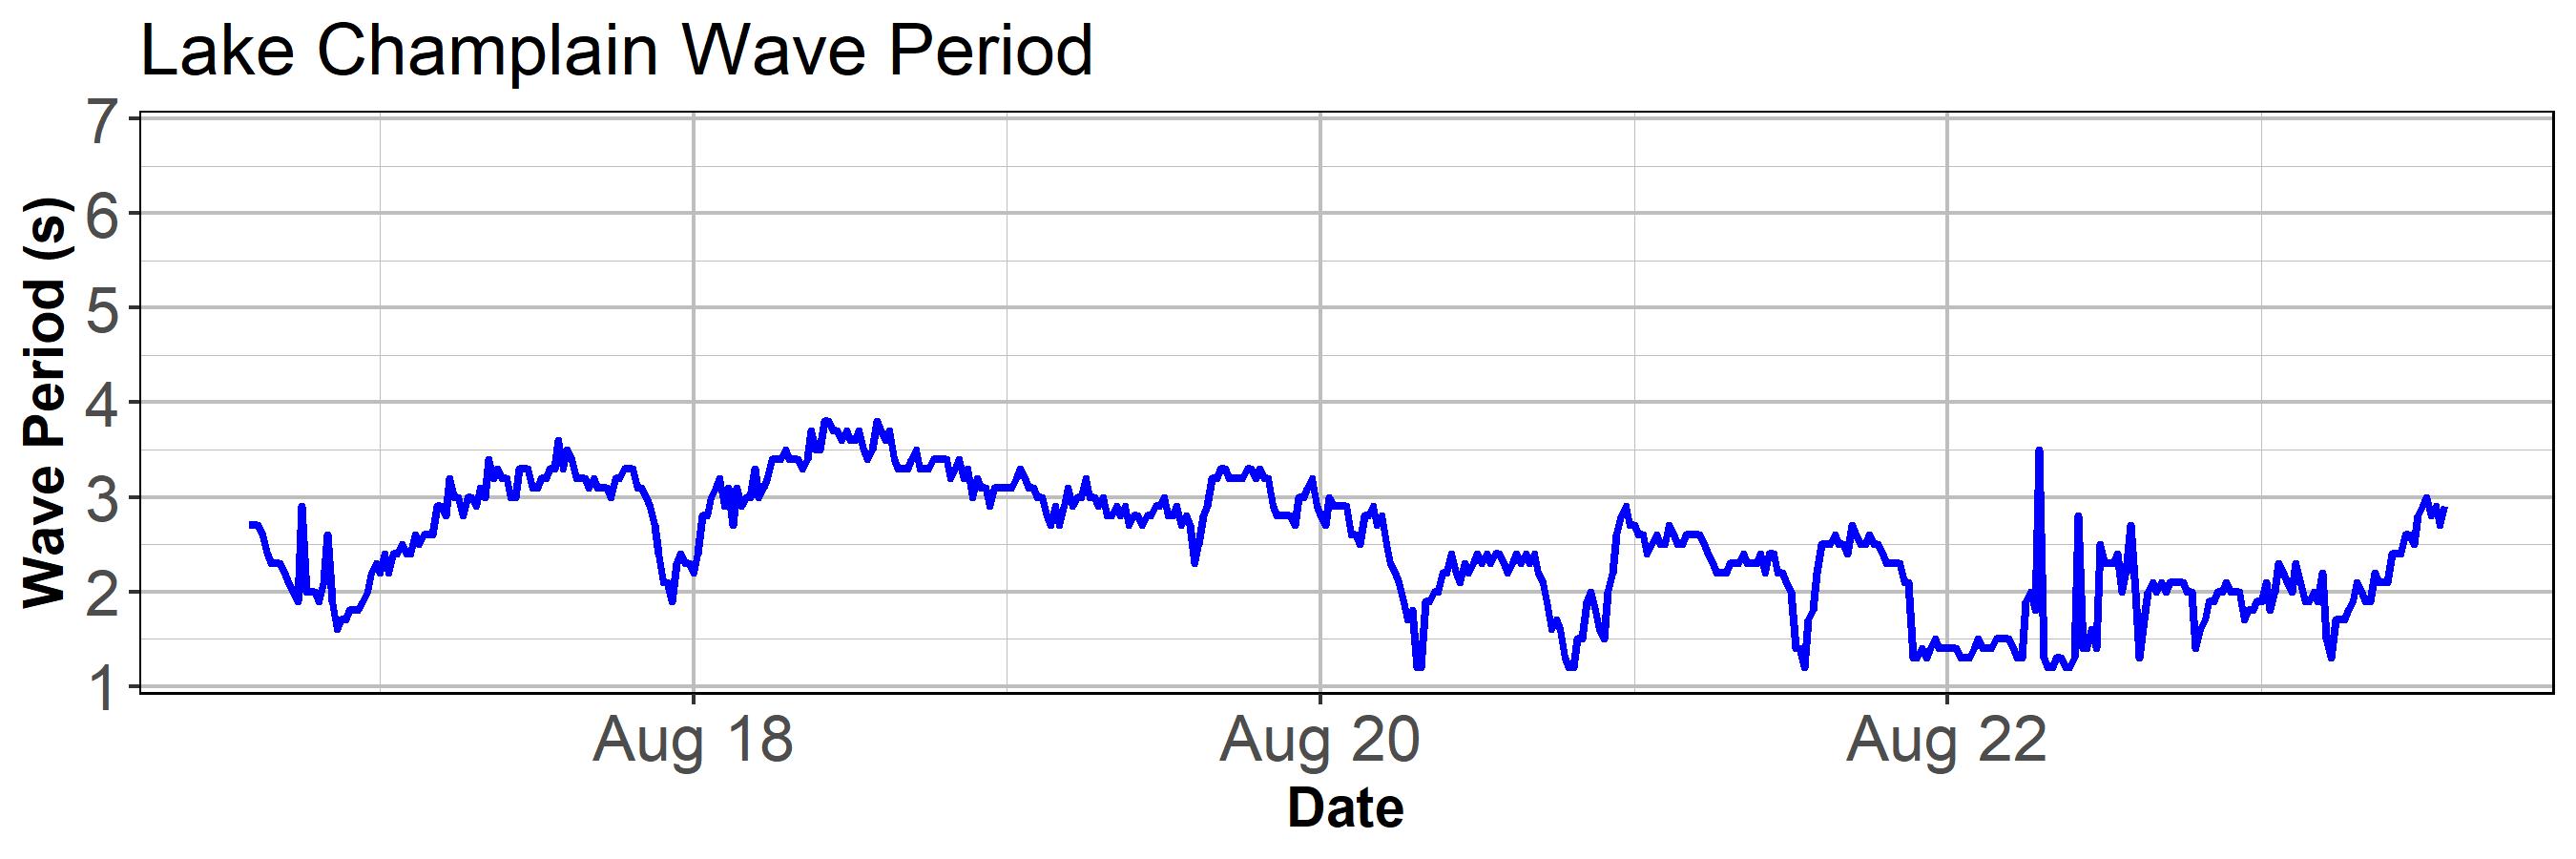 Lake Champlain Wave Period
7
6
5
4
3
2
1
Wave Period (s)
Aug 18
Aug 20
Aug 22
Date